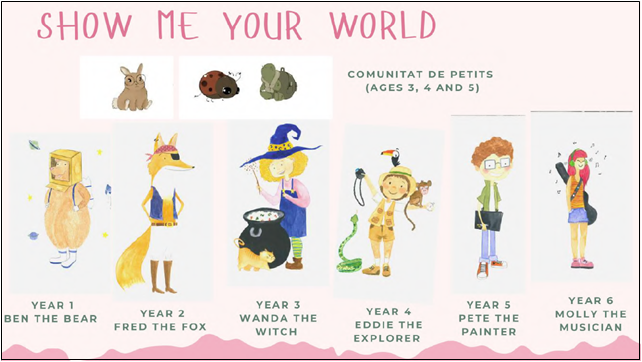 SHOW ME YOUR WORLD
COMUNITAT DE PETITS
(AGES 3, 4 AND 5)
YEAR 1
BEN THE BEAR
YEAR 2
FRED THE FOX
YEAR 3
WANDA THE
WITCH
YEAR 4
EDDIE THE
EXPLORER
YEAR 5
PETE THE
PAINTER
YEAR 6
MOLLY THE
MUSICIAN